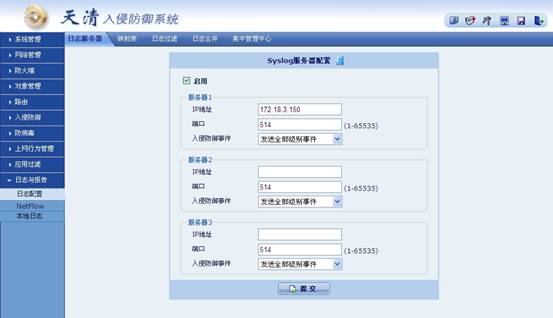 天清入侵防御系统
系统管理
网络管理
防火墙
对象管理
路由
入侵防御
防病毒
上网行为管理
应用过滤
日志与报告
日志配置
NetFlow
本地日志
日志服务器 映射表 日志过滤 日志合并 集中管理中心
Syslog服务器配置
启用
服务器1
IP地址 172.18.3.150
端口 514 (1-65535)
入侵防御事件 发送全部级别事件
服务器2
IP地址
端口 514 (1-65535)
入侵防御事件 发送全部级别事件
服务器3
IP地址
端口 514 (1-65535)
入侵防御事件 发送全部级别事件
提交